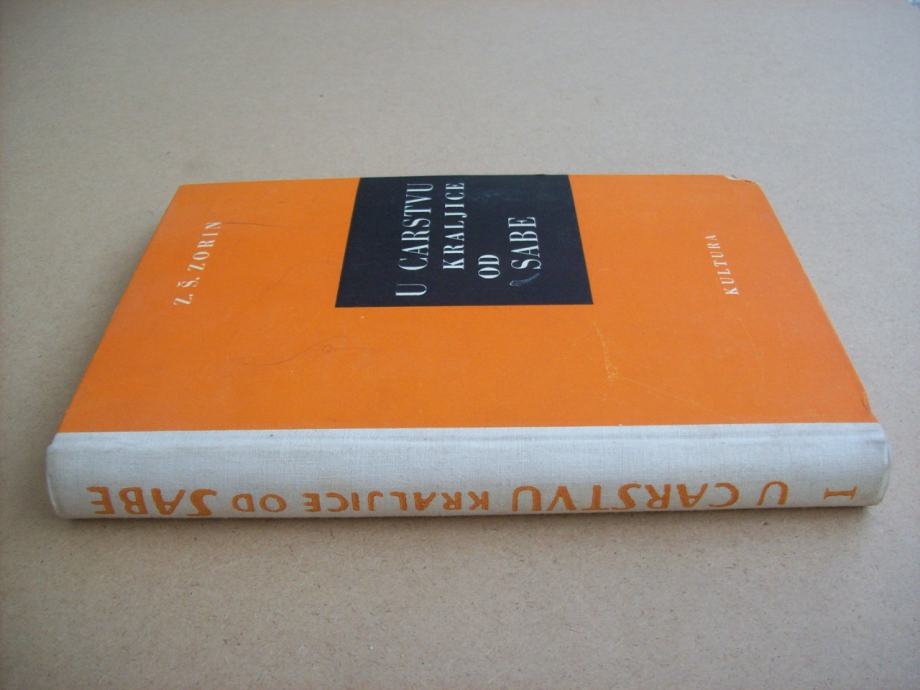 Z. Š. ZORIN
U CARSTVU
KRALJICE
OD
SABE
KULTURA
I U CARSTVU KRALJICE OD SABE